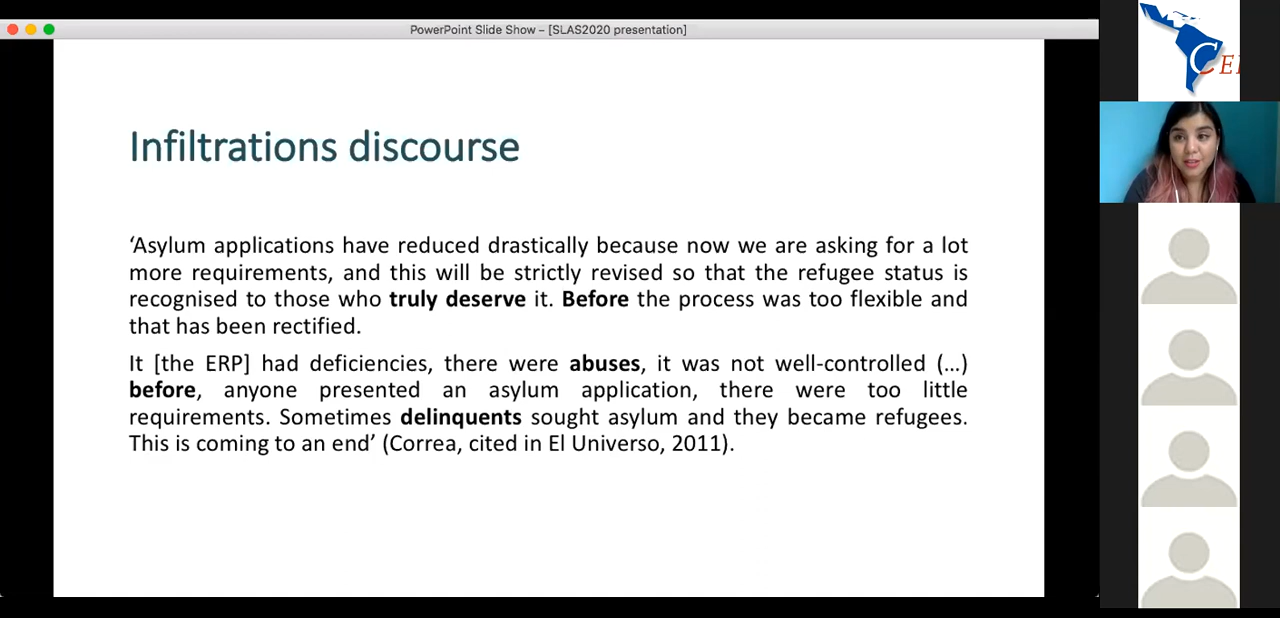 PowerPoint Slide Show – [SLAS2020 presentation]
Infiltrations discourse
‘Asylum applications have reduced drastically because now we are asking for a lot
more requirements, and this will be strictly revised so that the refugee status is
recognised to those who truly deserve it. Before the process was too flexible and
that has been rectified.
It [the ERP] had deficiencies, there were abuses, it was not well-controlled (…)
before, anyone presented an asylum application, there were too little
requirements. Sometimes delinquents sought asylum and they became refugees.
This is coming to an end’ (Correa, cited in El Universo, 2011).